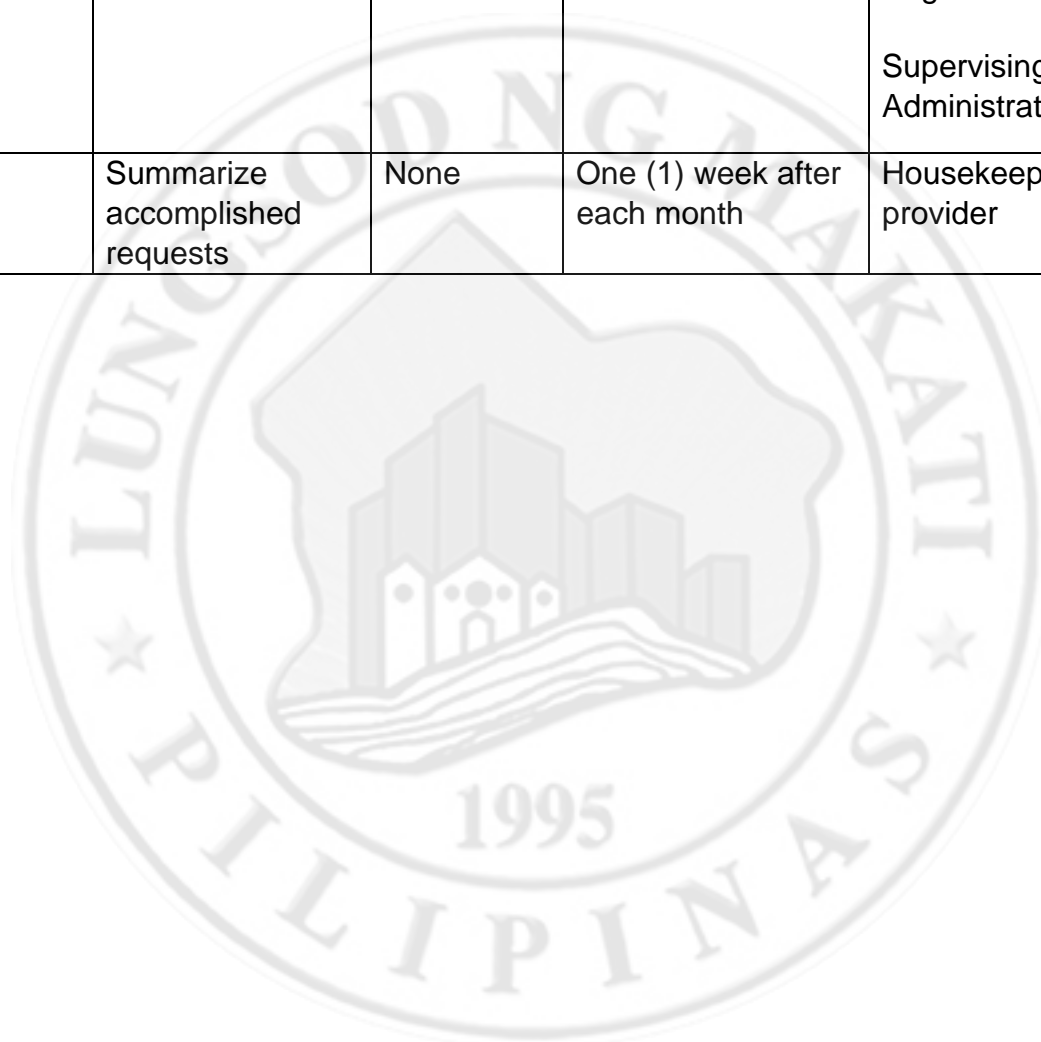 Supervising
Administrat
Summarize
accomplished
requests
None
One (1) week after
each month
Housekeep
provider
LUNGSOD NG MAKATI
1995
PILIPINAS